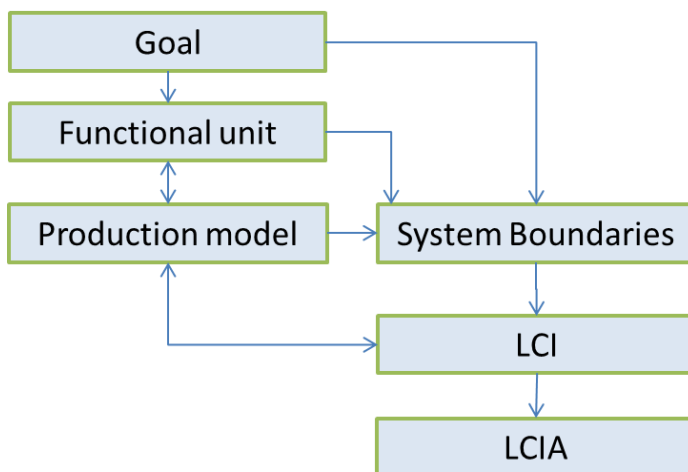 Goal
Functional unit
Production model
System Boundaries
LCI
LCIA